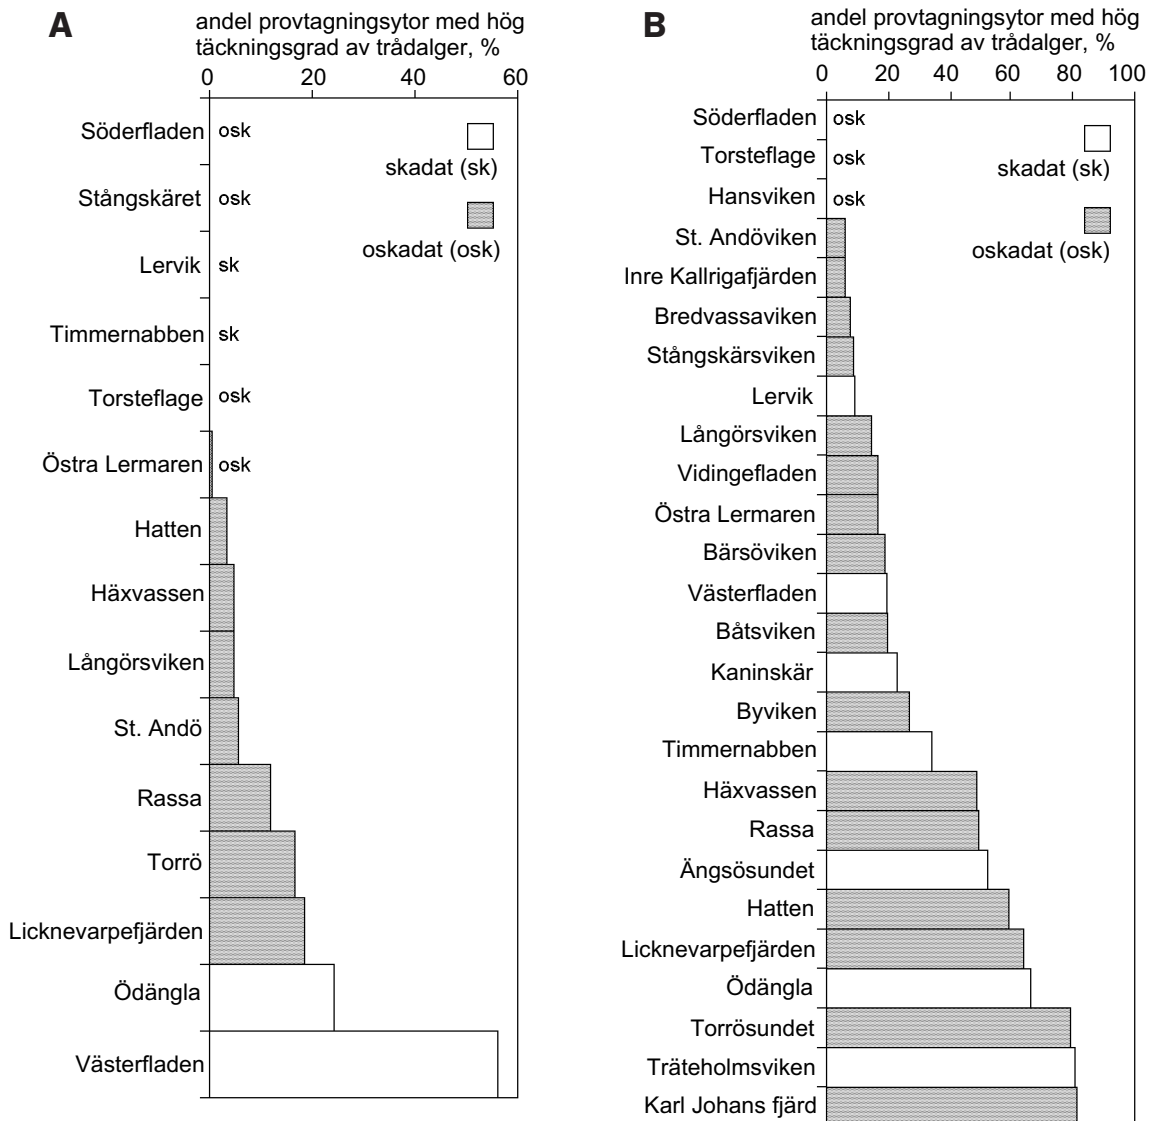 A
andel provtagningsytor med hög
täckningsgrad av trådalger, %
0 20 40 60
Söderfladen osk
skadat (sk)
Stångskäret osk
oskadat (osk)
Lervik sk
Timmernabben sk
Torsteflage osk
Östra Lermaren osk
Hatten
Häxvassen
Långörsviken
St. Andö
Rassa
Torrö
Licknevarpefjärden
Ödängla
Västerfladen
B
andel provtagningsytor med hög
täckningsgrad av trådalger, %
0 20 40 60 80 100
Söderfladen osk
Torsteflage osk
skadat (sk)
Hansviken osk
St. Andöviken
oskadat (osk)
Inre Kallrigafjärden
Bredvassaviken
Stångskärsviken
Lervik
Långörsviken
Vidingefladen
Östra Lermaren
Bärsöviken
Västerfladen
Båtsviken
Kaninskär
Byviken
Timmernabben
Häxvassen
Rassa
Ängsösundet
Hatten
Licknevarpefjärden
Ödängla
Torrösundet
Träteholmsviken
Karl Johans fjärd